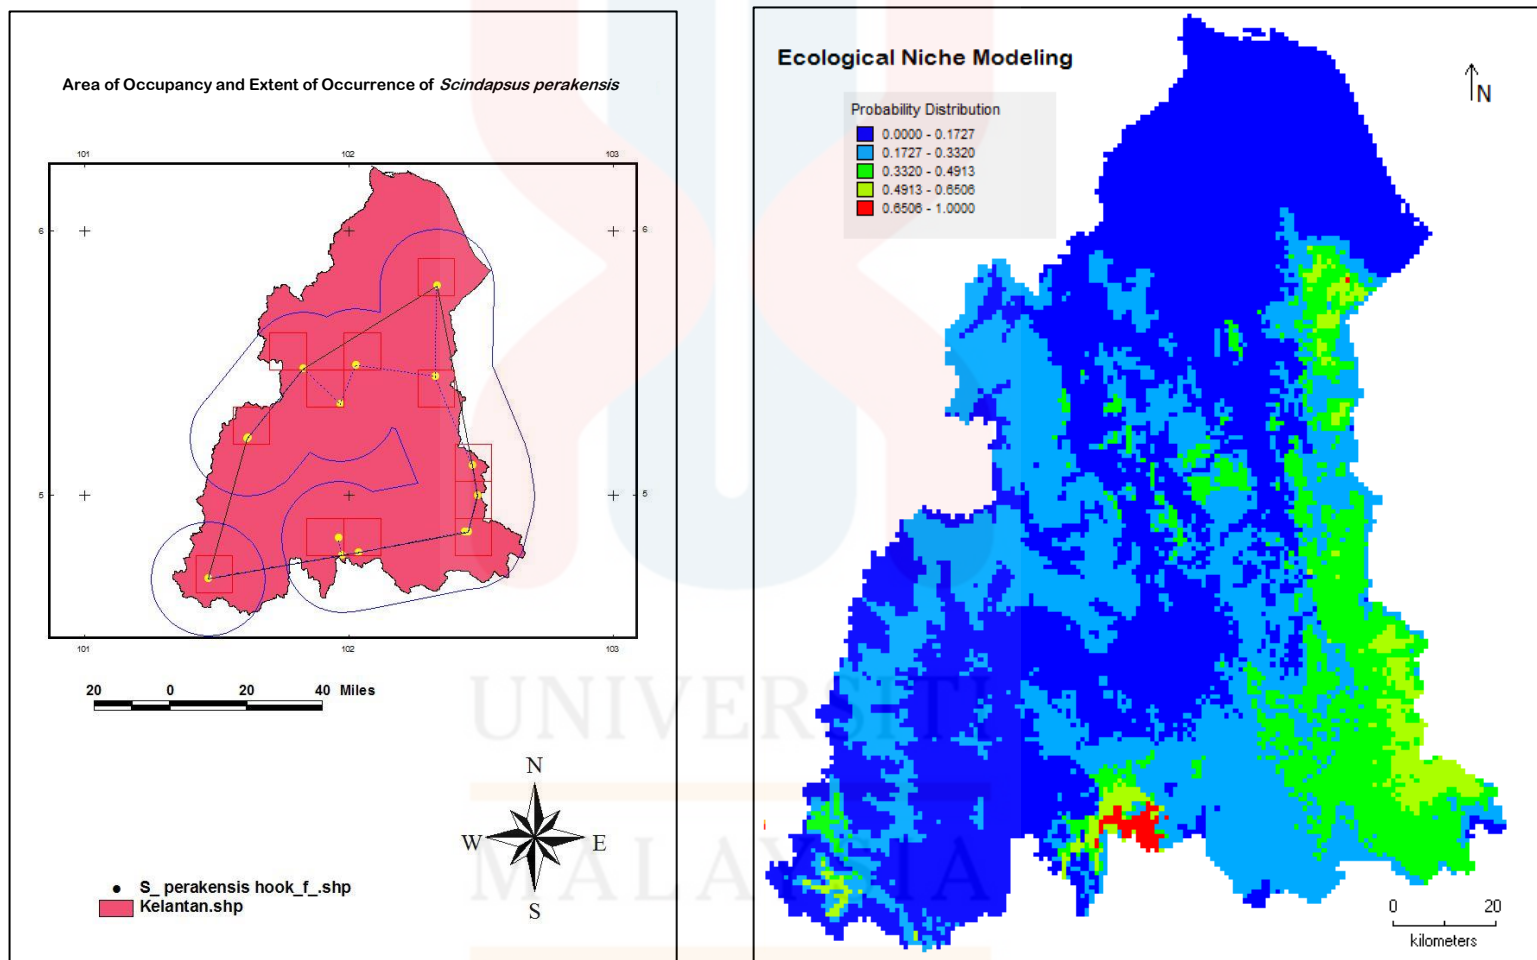 Area of Occupancy and Extent of Occurrence of Scindapsus perakensis
101 102 103
6 6
5 5
101 102 103
20 0 20 40 Miles
N
W E
S
S_ perakensis hook_f_.shp
Kelantan.shp
Ecological Niche Modeling
N
Probability Distribution
0.0000 - 0.1727
0.1727 - 0.3320
0.3320 - 0.4913
0.4913 - 0.6506
0.6506 - 1.0000
0 20
kilometers
UNIVERSITI
MALAYSIA